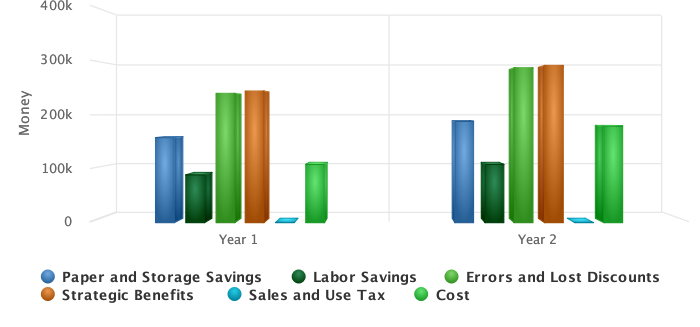 400k
300k
200k
100k
0
Money
Year 1 Year 2
Paper and Storage Savings Labor Savings Errors and Lost Discounts
Strategic Benefits Sales and Use Tax Cost